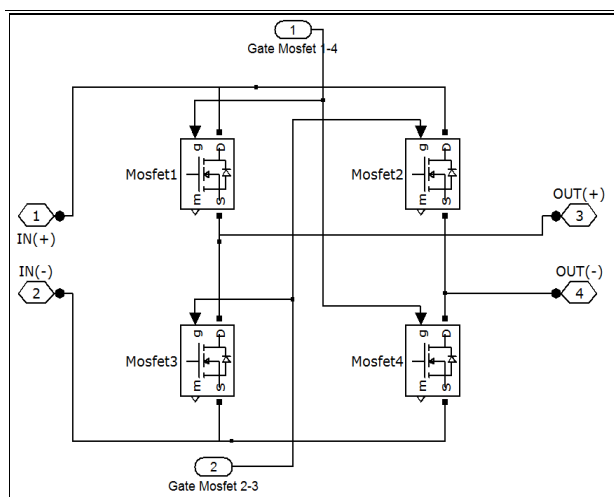 1
Gate Mosfet 1-4
g
D
Mosfet1
m
S
g
D
Mosfet2
m
S
1
IN(+)
OUT(+)
3
IN(-)
2
OUT(-)
4
g
D
Mosfet3
m
S
g
D
Mosfet4
m
S
2
Gate Mosfet 2-3